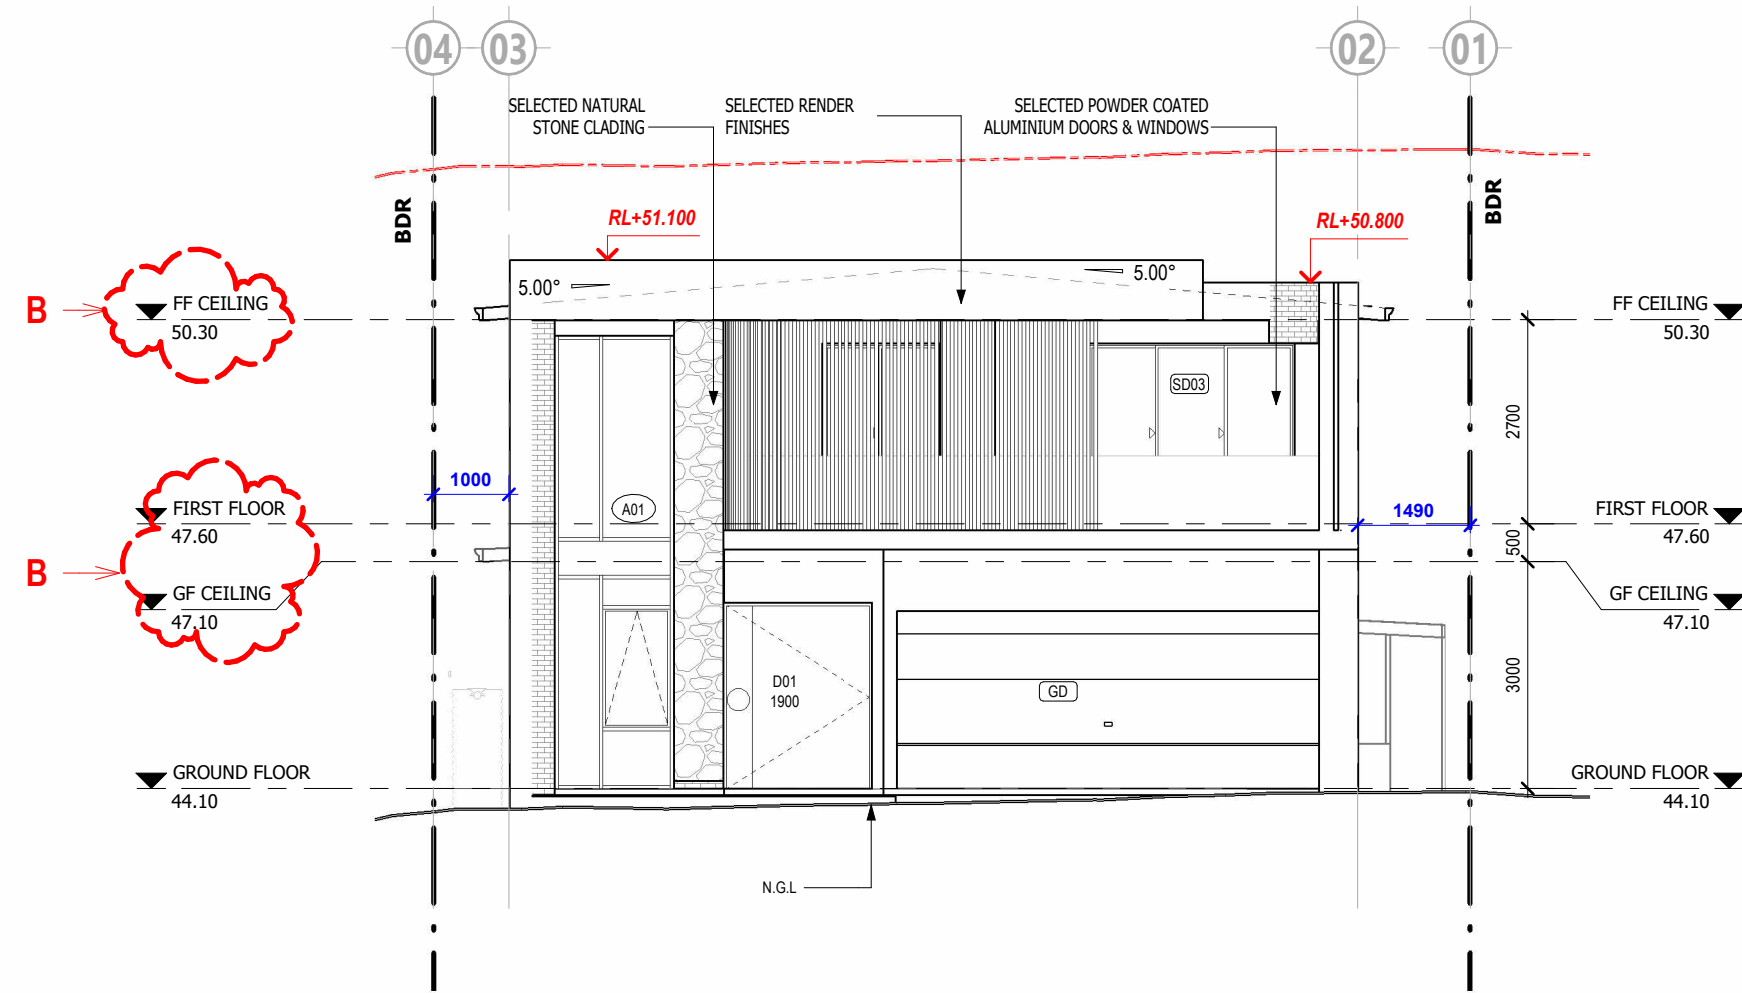 04
03
02
01
SELECTED NATURAL
STONE CLADING
SELECTED RENDER
FINISHES
SELECTED POWDER COATED
ALUMINIUM DOORS & WINDOWS
BDR
BDR
RL+51.100
RL+50.800
5.00°
5.00°
B
FF CEILING
50.30
FF CEILING
50.30
SD03
2700
1000
A01
FIRST FLOOR
47.60
1490
FIRST FLOOR
47.60
500
B
GF CEILING
47.10
GF CEILING
47.10
D01
1900
GD
3000
GROUND FLOOR
44.10
GROUND FLOOR
44.10
N.G.L